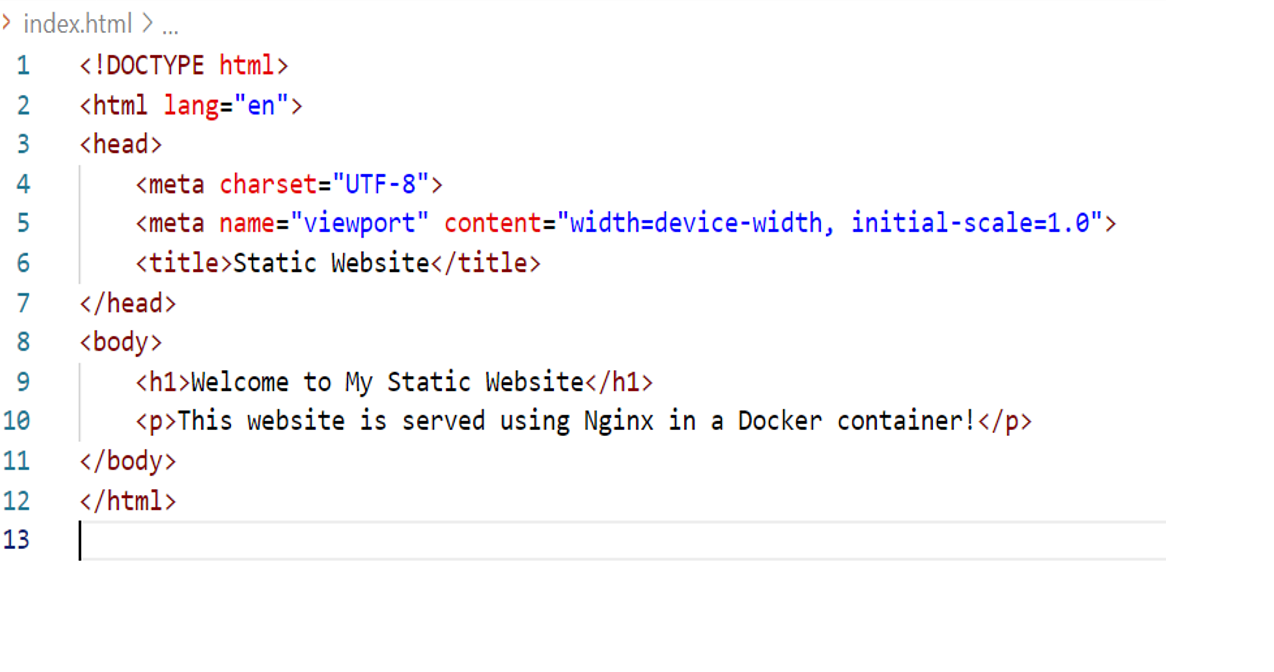 > index.html > ...
1 <!DOCTYPE html>
2 <html lang="en">
3 <head>
4     <meta charset="UTF-8">
5     <meta name="viewport" content="width=device-width, initial-scale=1.0">
6     <title>Static Website</title>
7 </head>
8 <body>
9     <h1>Welcome to My Static Website</h1>
10     <p>This website is served using Nginx in a Docker container!</p>
11 </body>
12 </html>
13